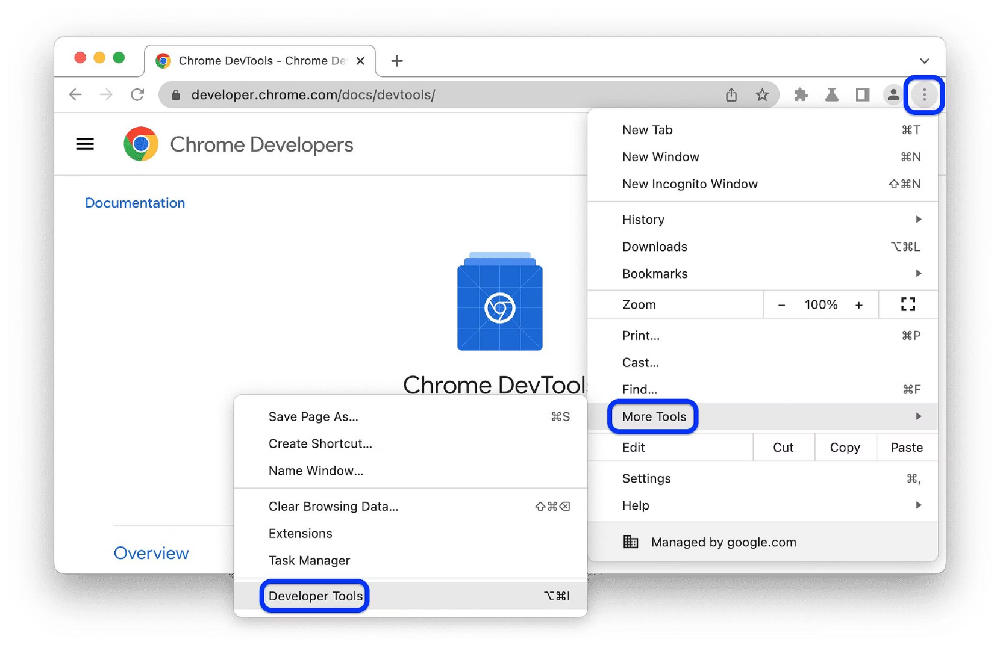 Chrome DevTools - Chrome De
developer.chrome.com/docs/devtools/
Chrome Developers
Documentation
Chrome DevTools
Overview
New Tab ⌘T
New Window ⌘N
New Incognito Window ⇧⌘N
History
Downloads ⌥⌘L
Bookmarks
Zoom − 100% +
Print... ⌘P
Cast...
Find... ⌘F
More Tools
Edit Cut Copy Paste
Settings ⌘,
Help
Managed by google.com
Save Page As... ⌘S
Create Shortcut...
Name Window...
Clear Browsing Data... ⇧⌘⌫
Extensions
Task Manager
Developer Tools ⌥⌘I